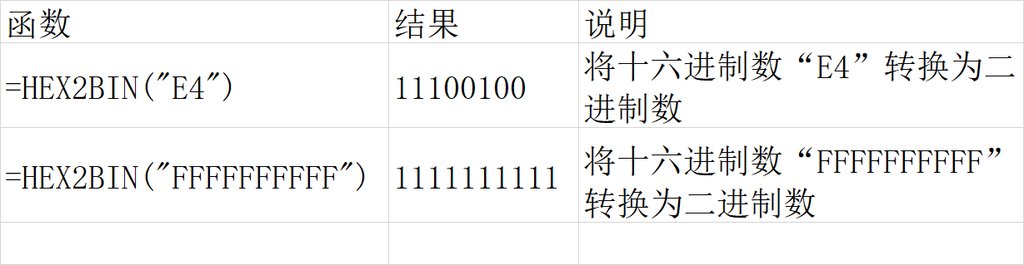 函数 结果 说明
=HEX2BIN("E4") 11100100 将十六进制数“E4”转换为二
进制数
=HEX2BIN("FFFFFFFFFF") 1111111111 将十六进制数“FFFFFFFFFF”
转换为二进制数